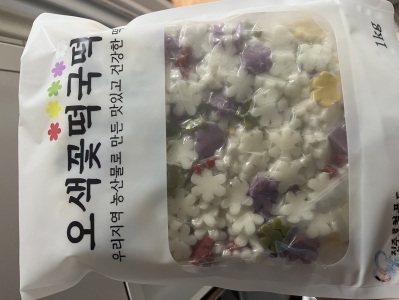 오색꽃떡국떡
우리지역 농산물로 만든 맛있고 건강한 떡
1kg